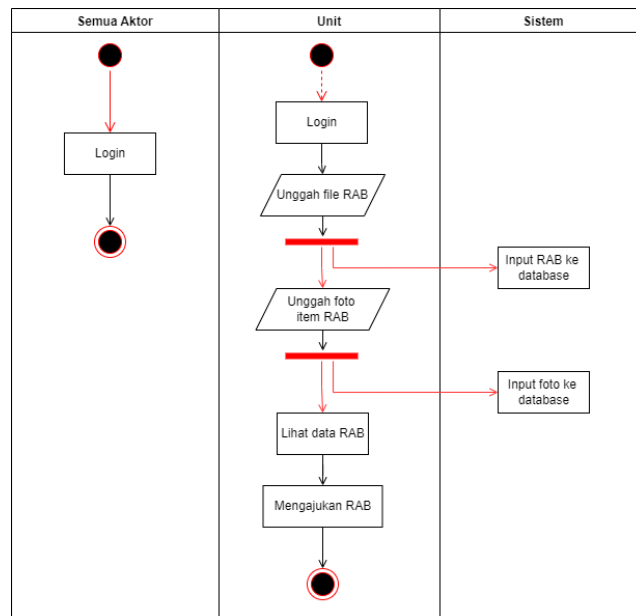 Semua Aktor
Unit
Sistem
Login
Login
Unggah file RAB
Input RAB ke
database
Unggah foto
item RAB
Input foto ke
database
Lihat data RAB
Mengajukan RAB